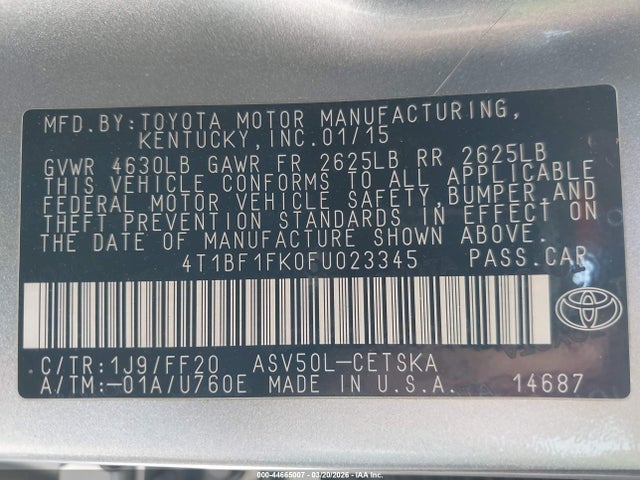 MFD.BY:TOYOTA MOTOR MANUFACTURING,
KENTUCKY,INC.01/15
GVWR 4630LB GAWR FR 2625LB RR 2625LB
THIS VEHICLE CONFORMS TO ALL APPLICABLE
FEDERAL MOTOR VEHICLE SAFETY,BUMPER,AND
THEFT PREVENTION STANDARDS IN EFFECT ON
THE DATE OF MANUFACTURE SHOWN ABOVE.
4T1BF1FK0FU023345 PASS.CAR
C/TR:1J9/FF20 ASV50L-CETSKA
A/TM:-01A/U760E MADE IN U.S.A. 14687
000-44665007 - 03/20/2026 - IAA Inc.